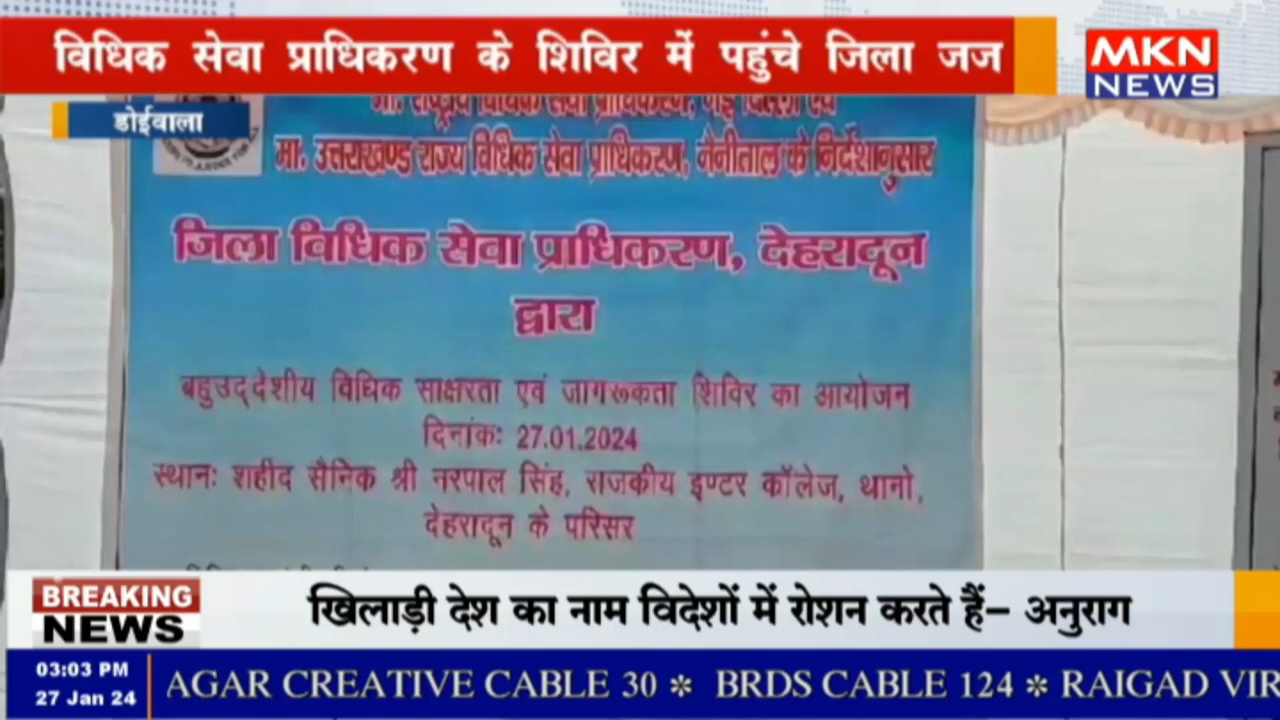 विधिक सेवा प्राधिकरण के शिविर में पहुंचे जिला जज
MKN
NEWS
डोईवाला
मा. उत्तराखण्ड राज्य विधिक सेवा प्राधिकरण, नैनीताल के निर्देशानुसार
जिला विधिक सेवा प्राधिकरण, देहरादून
द्वारा
बहुउद्देशीय विधिक साक्षरता एवं जागरूकता शिविर का आयोजन
दिनांक: 27.01.2024
स्थान: शहीद सैनिक श्री नरपाल सिंह, राजकीय इण्टर कॉलेज, थानो,
देहरादून के परिसर
BREAKING
NEWS
खिलाड़ी देश का नाम विदेशों में रोशन करते हैं– अनुराग
03:03 PM
27 Jan 24
AGAR CREATIVE CABLE 30 * BRDS CABLE 124 * RAIGAD VIR